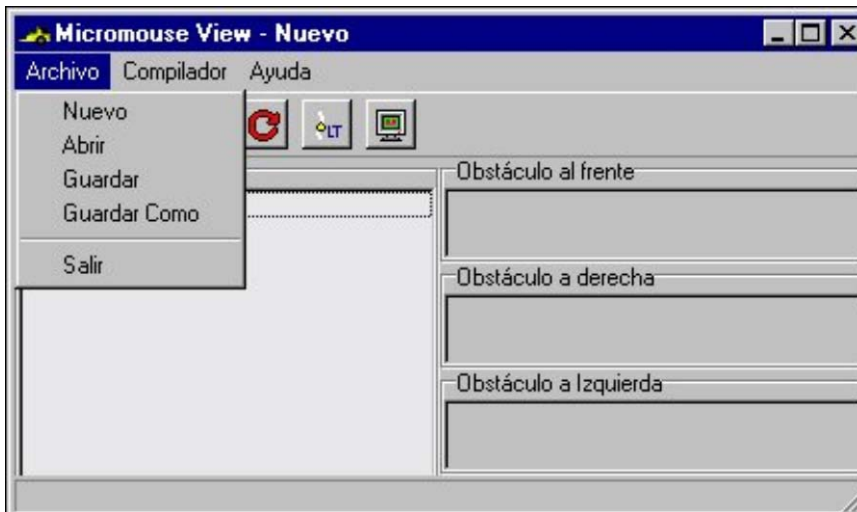 Micromouse View - Nuevo
Archivo Compilador Ayuda
Nuevo
Abrir
Guardar
Guardar Como
Salir
LT
Obstáculo al frente
Obstáculo a derecha
Obstáculo a Izquierda